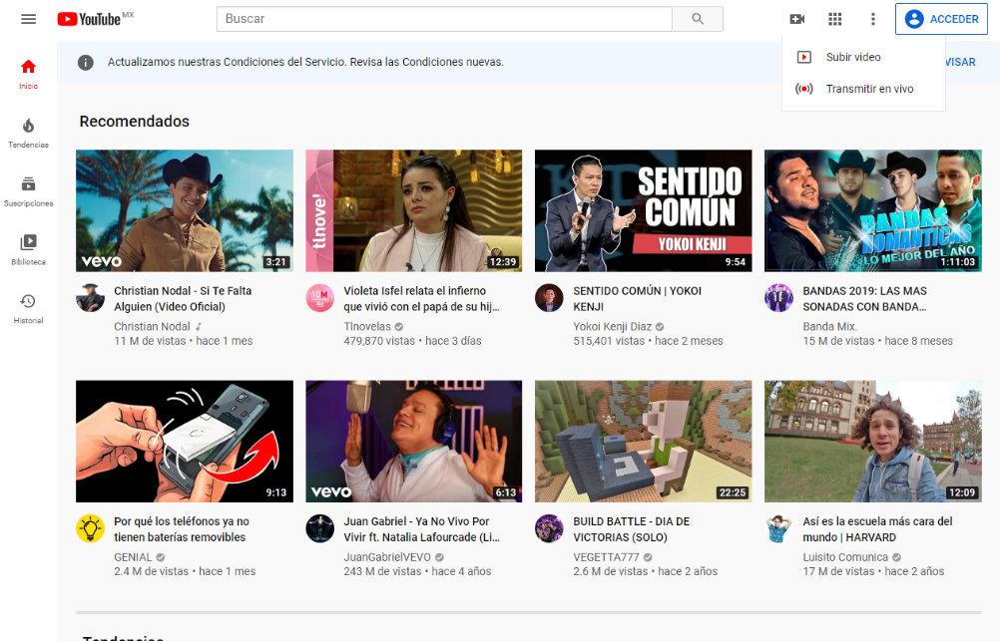 YouTube MX
Buscar
ACCEDER
Subir video
Transmitir en vivo
Actualizamos nuestras Condiciones del Servicio. Revisa las Condiciones nuevas.
VISAR
Inicio
Tendencias
Suscripciones
Biblioteca
Historial
Recomendados
vevo
3:21
tlnovel
12:39
SENTIDO
COMÚN
YOKOI KENJI
9:54
BANDAS
ROMANTICAS
LO MEJOR DEL AÑO
1:11:03
Christian Nodal - Si Te Falta
Alguien (Video Oficial)
Christian Nodal
11 M de vistas • hace 1 mes
10M
Violeta Isfel relata el infierno
que vivió con el papá de su hij...
Tlnovelas
479,870 vistas • hace 3 días
SENTIDO COMÚN | YOKOI
KENJI
Yokoi Kenji Diaz
515,401 vistas • hace 2 meses
BANDAS 2019: LAS MAS
SONADAS CON BANDA...
Banda Mix.
15 M de vistas • hace 8 meses
9:13
vevo
6:13
22:25
12:09
Por qué los teléfonos ya no
tienen baterías removibles
GENIAL
2.4 M de vistas • hace 1 mes
Juan Gabriel - Ya No Vivo Por
Vivir ft. Natalia Lafourcade (Li...
JuanGabrielVEVO
243 M de vistas • hace 4 años
BUILD BATTLE - DIA DE
VICTORIAS (SOLO)
VEGETTA777
2.6 M de vistas • hace 2 años
Así es la escuela más cara del
mundo | HARVARD
Luisito Comunica
17 M de vistas • hace 2 años
Tendencias